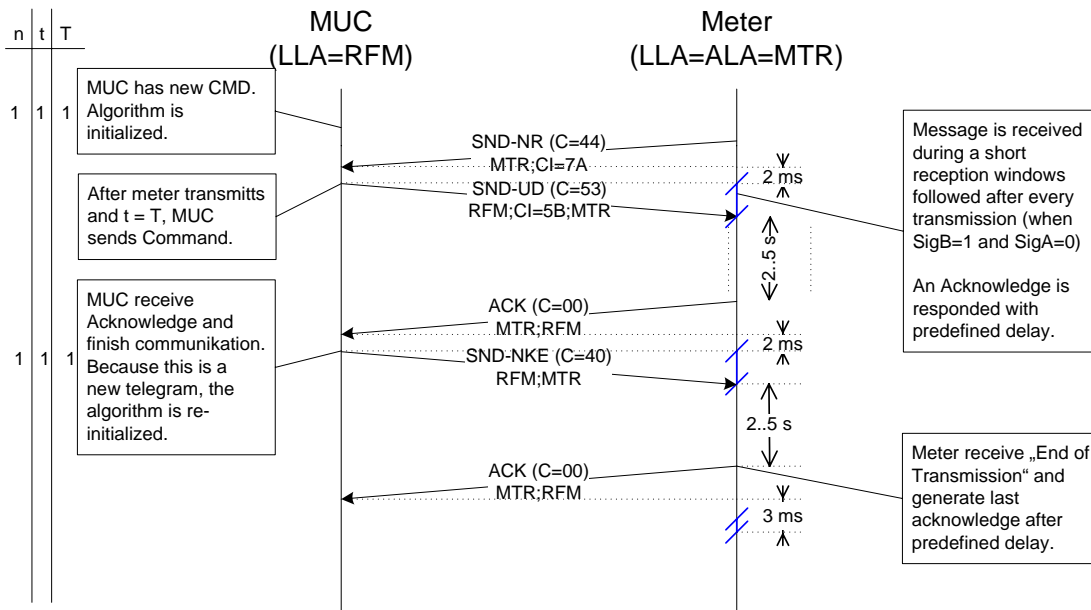 MUC
(LLA=RFM)
Meter
(LLA=ALA=MTR)
n t T
MUC has new CMD.
Algorithm is
initialized.
1 1 1
SND-NR (C=44)
MTR;CI=7A
2 ms
Message is received
during a short
reception windows
followed after every
transmission (when
SigB=1 and SigA=0)
An Acknowledge is
responded with
predefined delay.
After meter transmitts
and t = T, MUC
sends Command.
SND-UD (C=53)
RFM;CI=5B;MTR
2..5 s
MUC receive
Acknowledge and
finish communikation.
Because this is a
new telegram, the
algorithm is re-
initialized.
1 1 1
ACK (C=00)
MTR;RFM
2 ms
SND-NKE (C=40)
RFM;MTR
2..5 s
ACK (C=00)
MTR;RFM
3 ms
Meter receive „End of
Transmission“ and
generate last
acknowledge after
predefined delay.